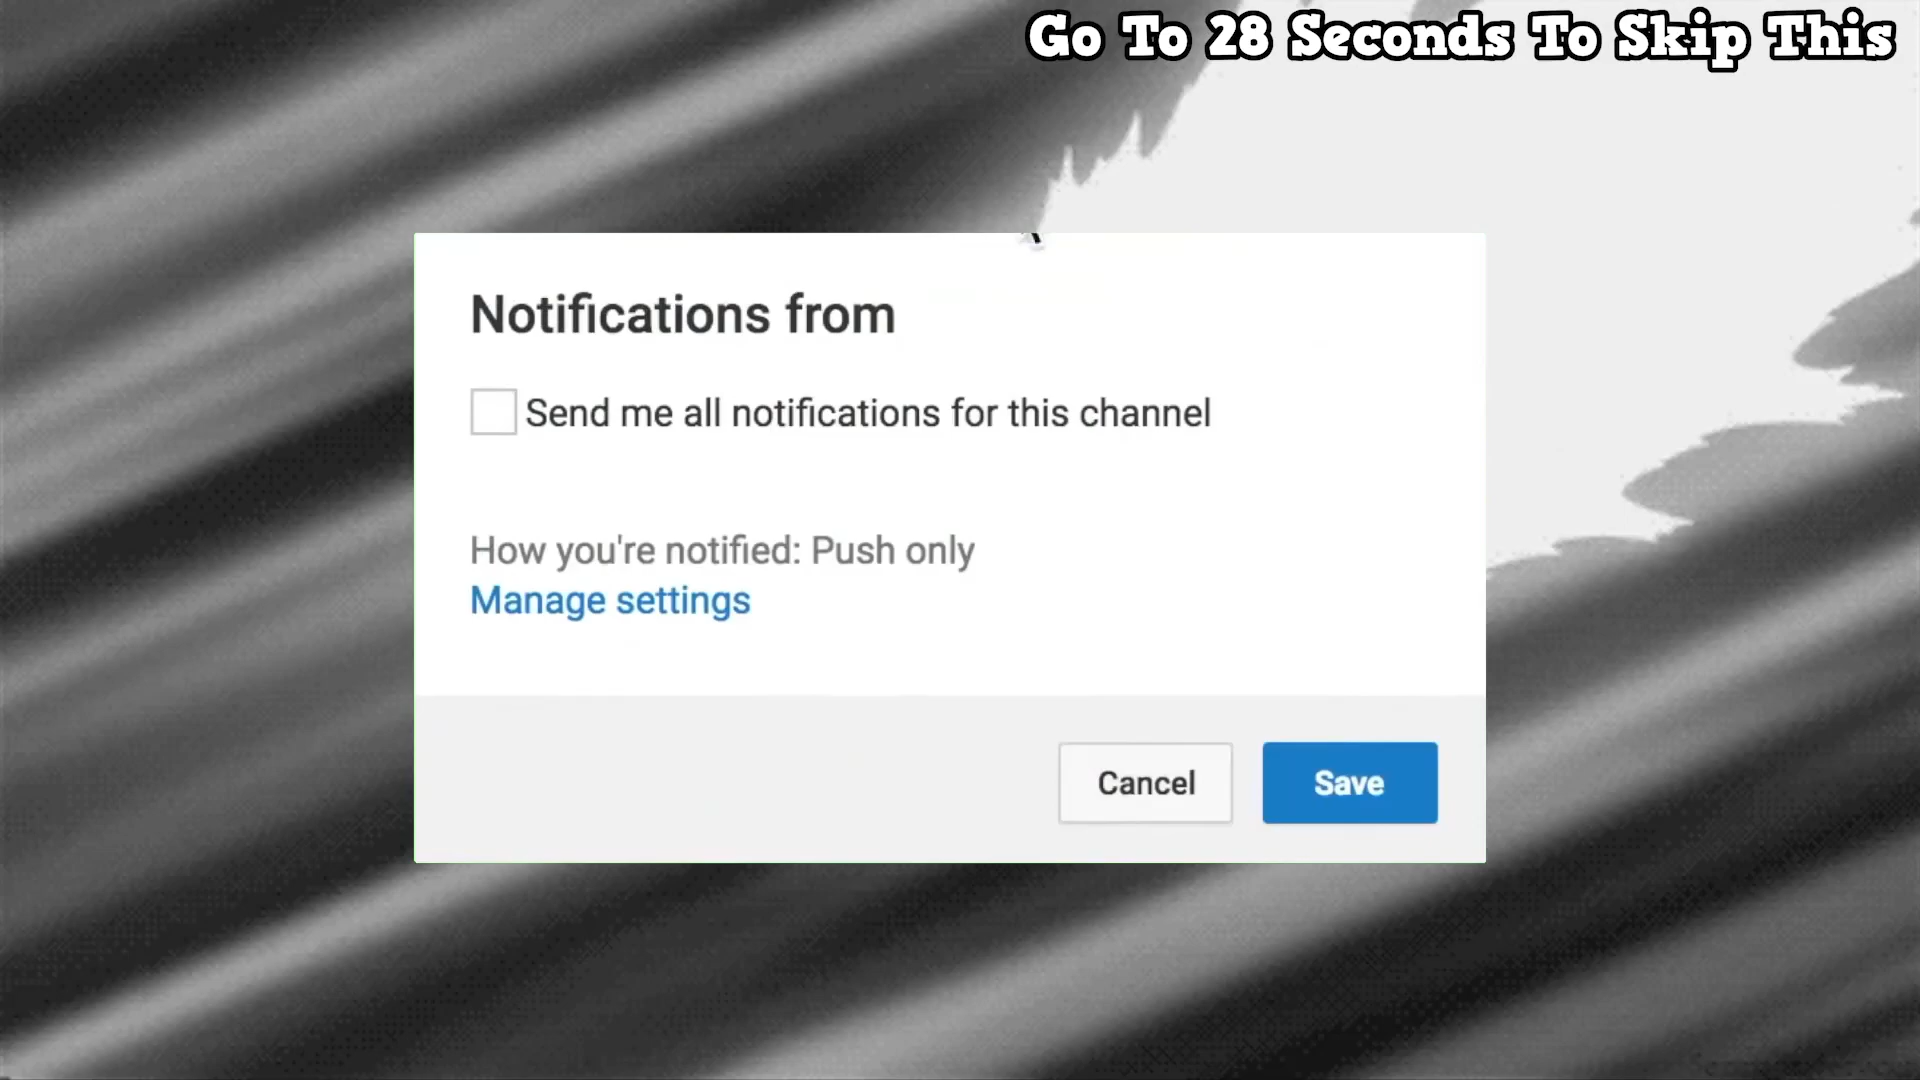 Go To 28 Seconds To Skip This
Notifications from
Send me all notifications for this channel
How you're notified: Push only
Manage settings
Cancel
Save